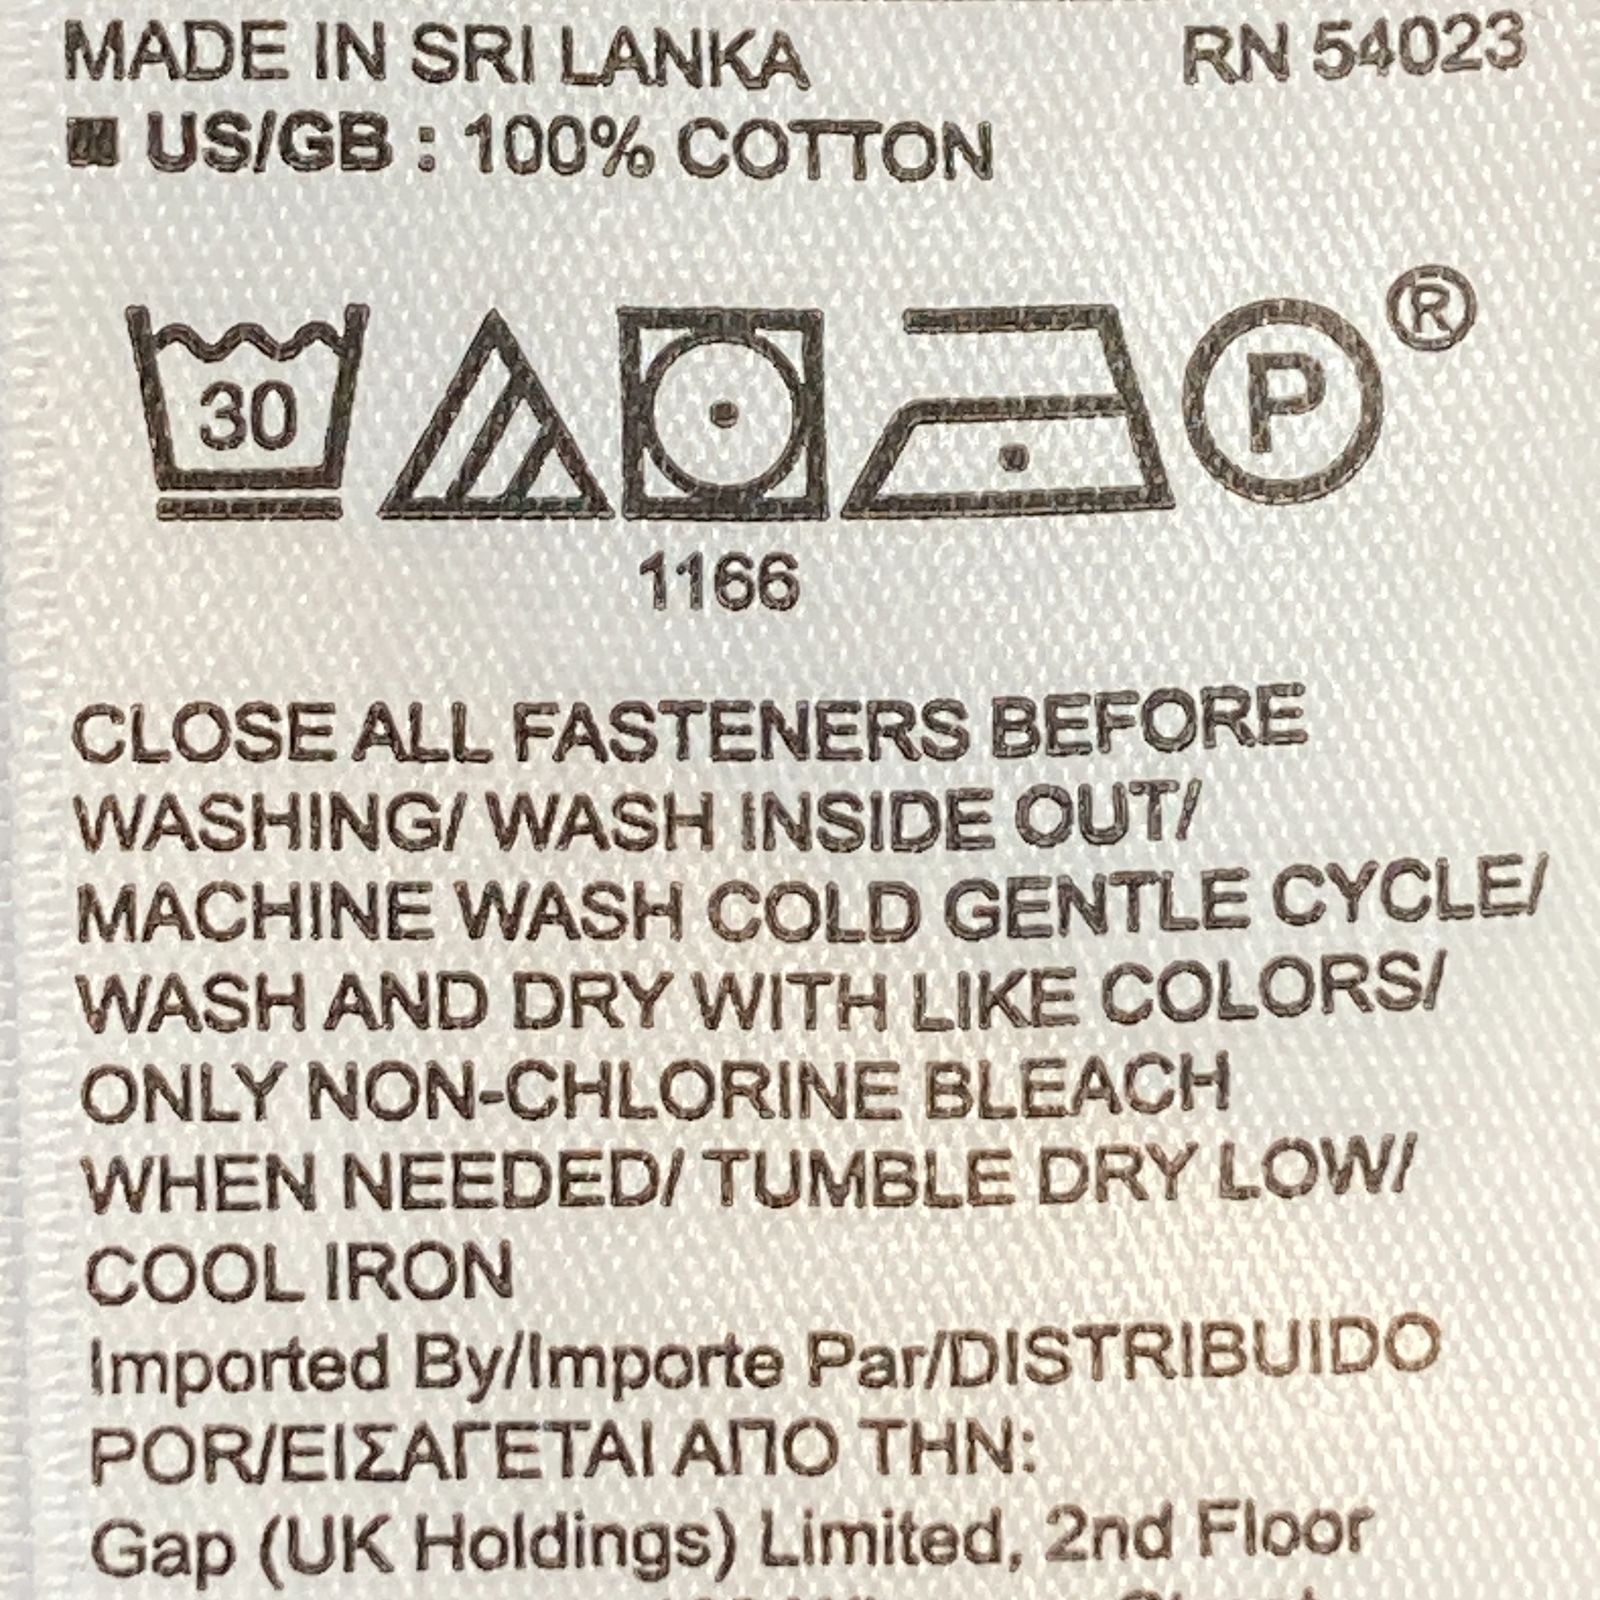 MADE IN SRI LANKA RN 54023
■ US/GB : 100% COTTON
30 P ®
1166
CLOSE ALL FASTENERS BEFORE
WASHING/ WASH INSIDE OUT/
MACHINE WASH COLD GENTLE CYCLE/
WASH AND DRY WITH LIKE COLORS/
ONLY NON-CHLORINE BLEACH
WHEN NEEDED/ TUMBLE DRY LOW/
COOL IRON
Imported By/Importe Par/DISTRIBUIDO
POR/ΕΙΣΑΓΕΤΑΙ ΑΠΟ ΤΗΝ:
Gap (UK Holdings) Limited, 2nd Floor